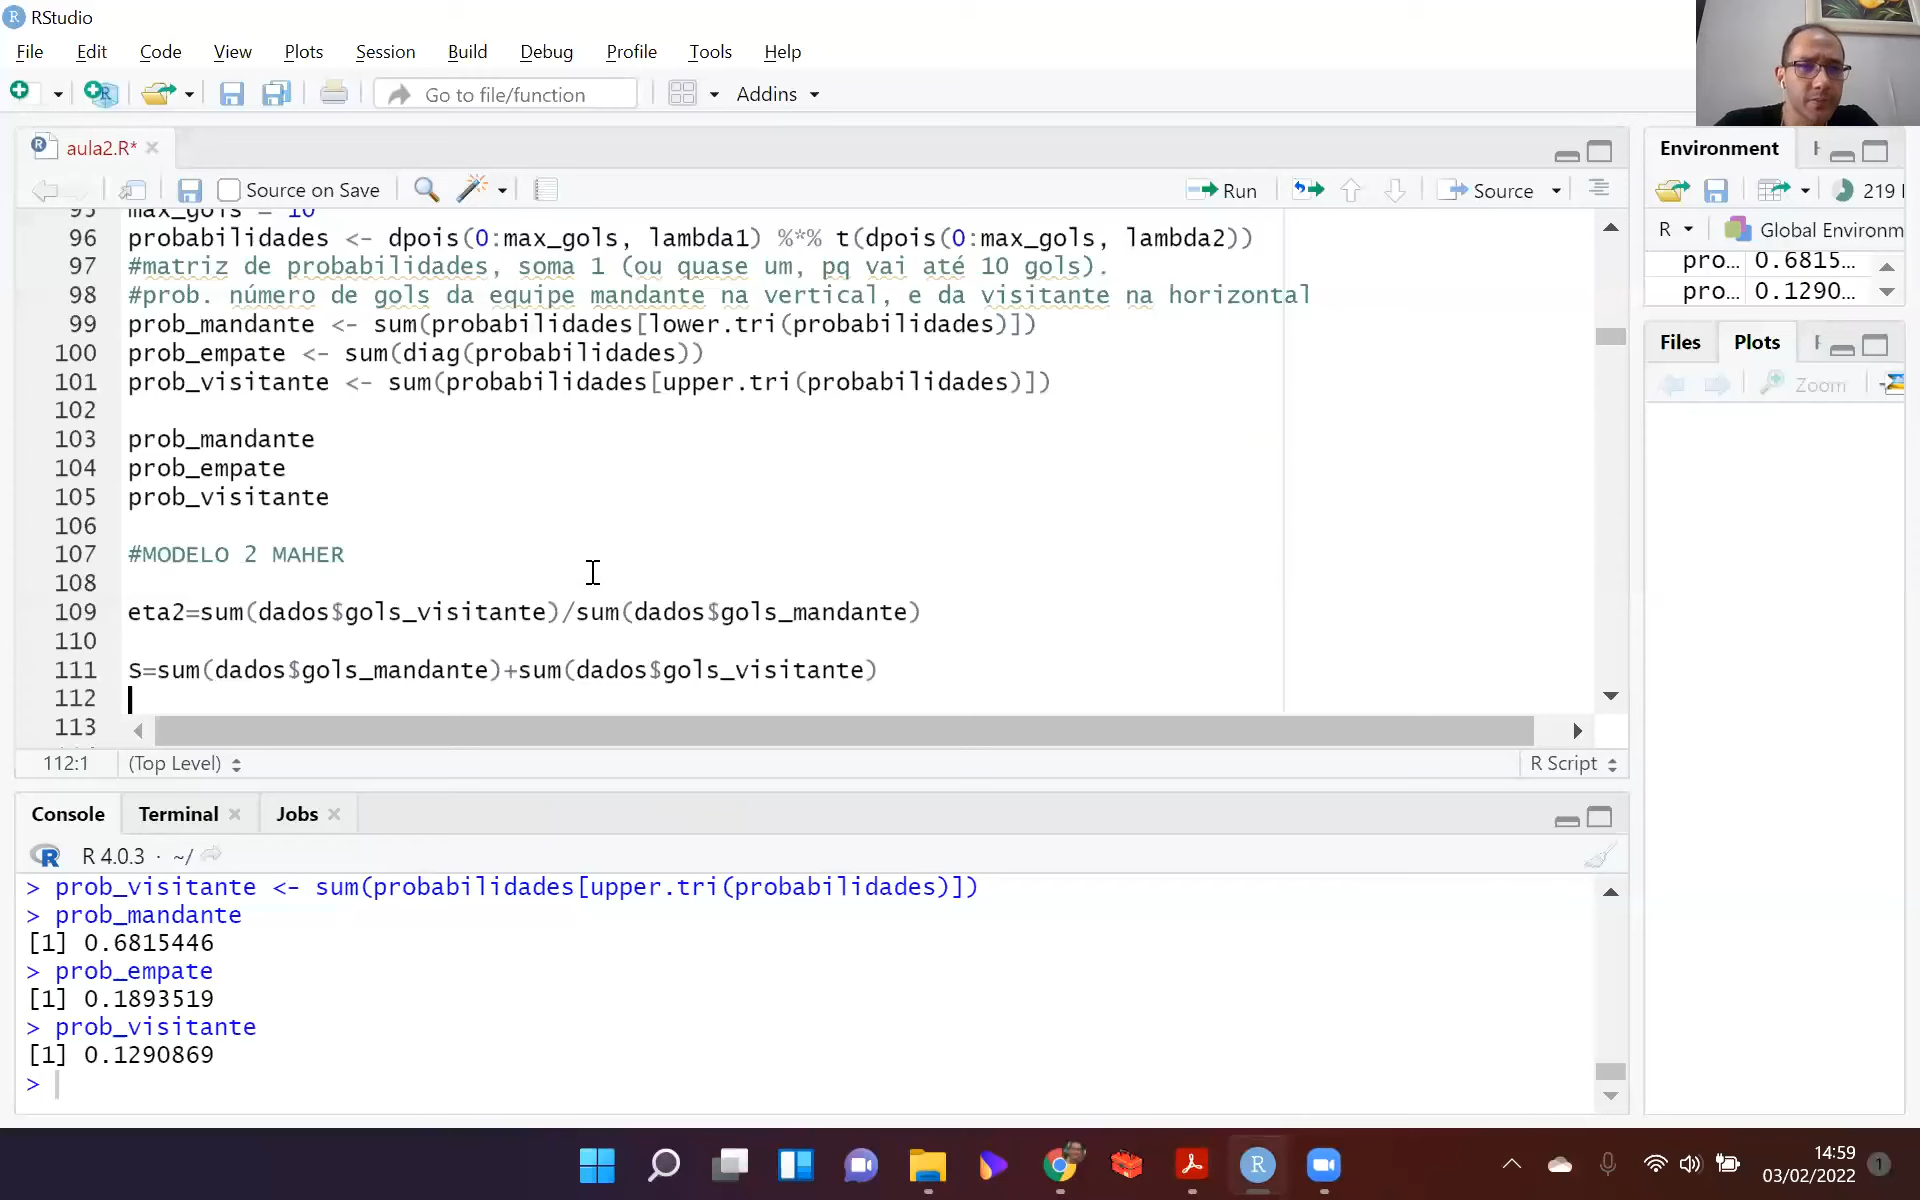 RStudio
File Edit Code View Plots Session Build Debug Profile Tools Help
Go to file/function Addins
aula2.R*
Source on Save Run Source
95 max_gols = 10
96 probabilidades <- dpois(0:max_gols, lambda1) %*% t(dpois(0:max_gols, lambda2))
97 #matriz de probabilidades, soma 1 (ou quase um, pq vai até 10 gols).
98 #prob. número de gols da equipe mandante na vertical, e da visitante na horizontal
99 prob_mandante <- sum(probabilidades[lower.tri(probabilidades)])
100 prob_empate <- sum(diag(probabilidades))
101 prob_visitante <- sum(probabilidades[upper.tri(probabilidades)])
102
103 prob_mandante
104 prob_empate
105 prob_visitante
106
107 #MODELO 2 MAHER
108
109 eta2=sum(dados$gols_visitante)/sum(dados$gols_mandante)
110
111 S=sum(dados$gols_mandante)+sum(dados$gols_visitante)
112
113
112:1 (Top Level) R Script
Console Terminal Jobs
R 4.0.3 · ~/
> prob_visitante <- sum(probabilidades[upper.tri(probabilidades)])
> prob_mandante
[1] 0.6815446
> prob_empate
[1] 0.1893519
> prob_visitante
[1] 0.1290869
>
Environment
219
R Global Environm
pro... 0.6815...
pro... 0.1290...
Files Plots
Zoom
14:59
03/02/2022
1